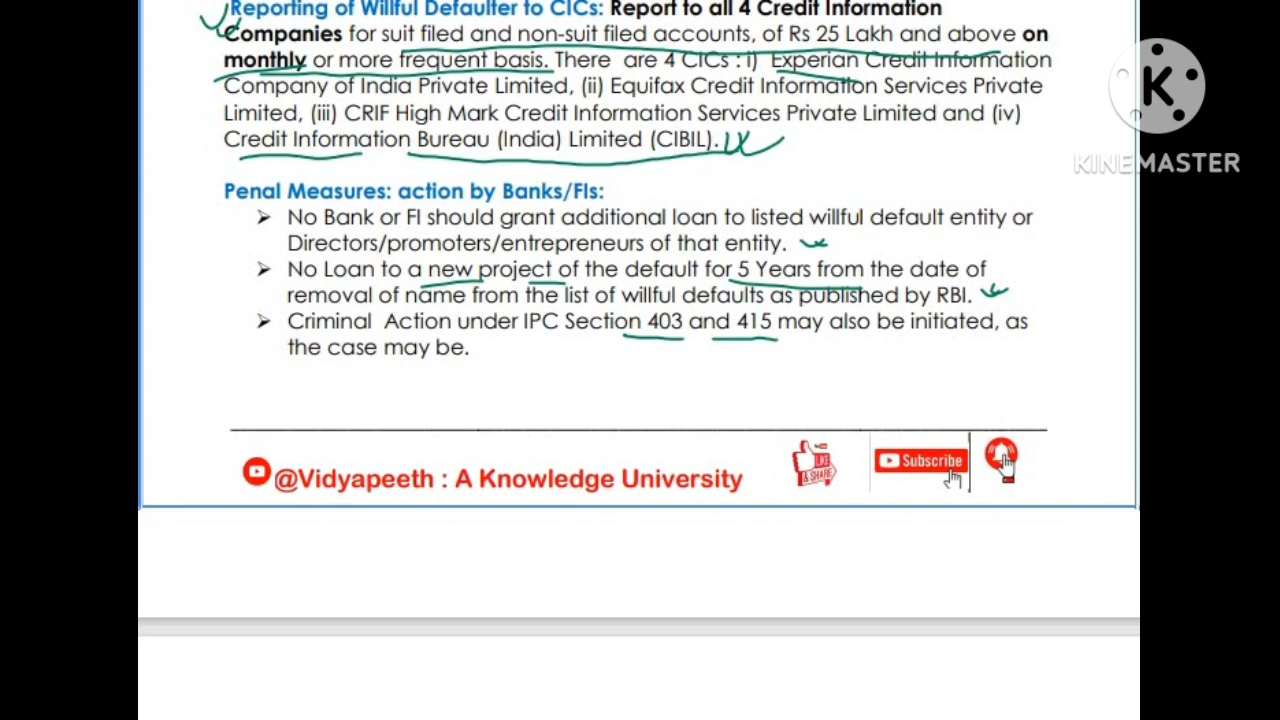 Reporting of Willful Defaulter to CICs: Report to all 4 Credit Information
Companies for suit filed and non-suit filed accounts, of Rs 25 Lakh and above on
monthly or more frequent basis. There are 4 CICs : i) Experian Credit Information
Company of India Private Limited, (ii) Equifax Credit Information Services Private
Limited, (iii) CRIF High Mark Credit Information Services Private Limited and (iv)
Credit Information Bureau (India) Limited (CIBIL).
K
KINEMASTER
Penal Measures: action by Banks/FIs:
No Bank or FI should grant additional loan to listed willful default entity or
Directors/promoters/entrepreneurs of that entity.
No Loan to a new project of the default for 5 Years from the date of
removal of name from the list of willful defaults as published by RBI.
Criminal Action under IPC Section 403 and 415 may also be initiated, as
the case may be.
@Vidyapeeth : A Knowledge University
LIKE
& SHARE
Subscribe